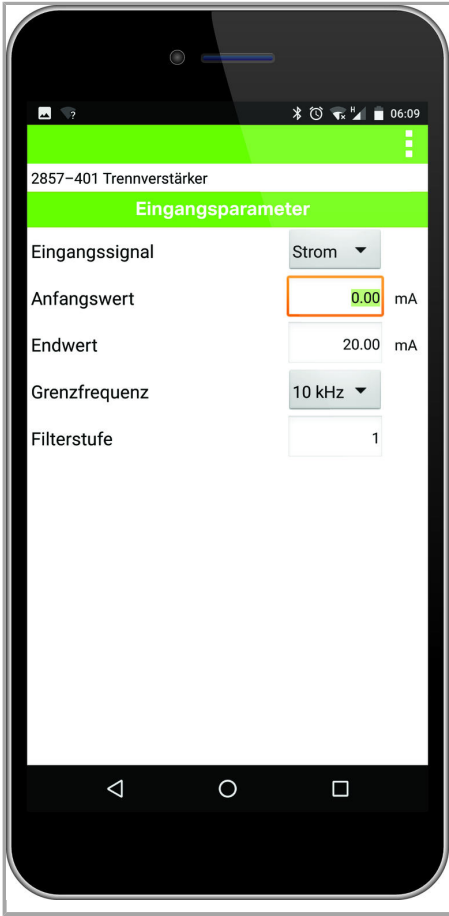 ? H 06:09
2857–401 Trennverstärker
Eingangsparameter
Eingangssignal Strom
Anfangswert 0.00 mA
Endwert 20.00 mA
Grenzfrequenz 10 kHz
Filterstufe 1